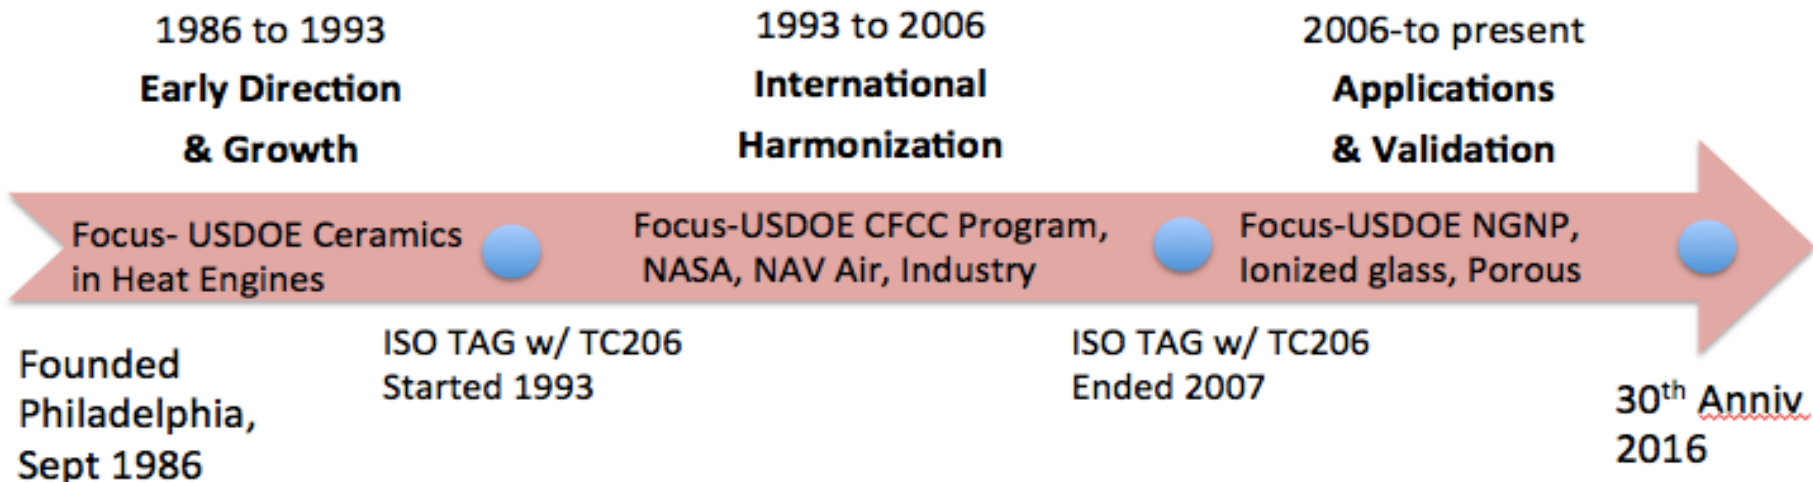 1986 to 1993
Early Direction
& Growth
1993 to 2006
International
Harmonization
2006-to present
Applications
& Validation
Focus- USDOE Ceramics
in Heat Engines
Focus-USDOE CFCC Program,
NASA, NAV Air, Industry
Focus-USDOE NGNP,
Ionized glass, Porous
Founded
Philadelphia,
Sept 1986
ISO TAG w/ TC206
Started 1993
ISO TAG w/ TC206
Ended 2007
30th Anniv
2016